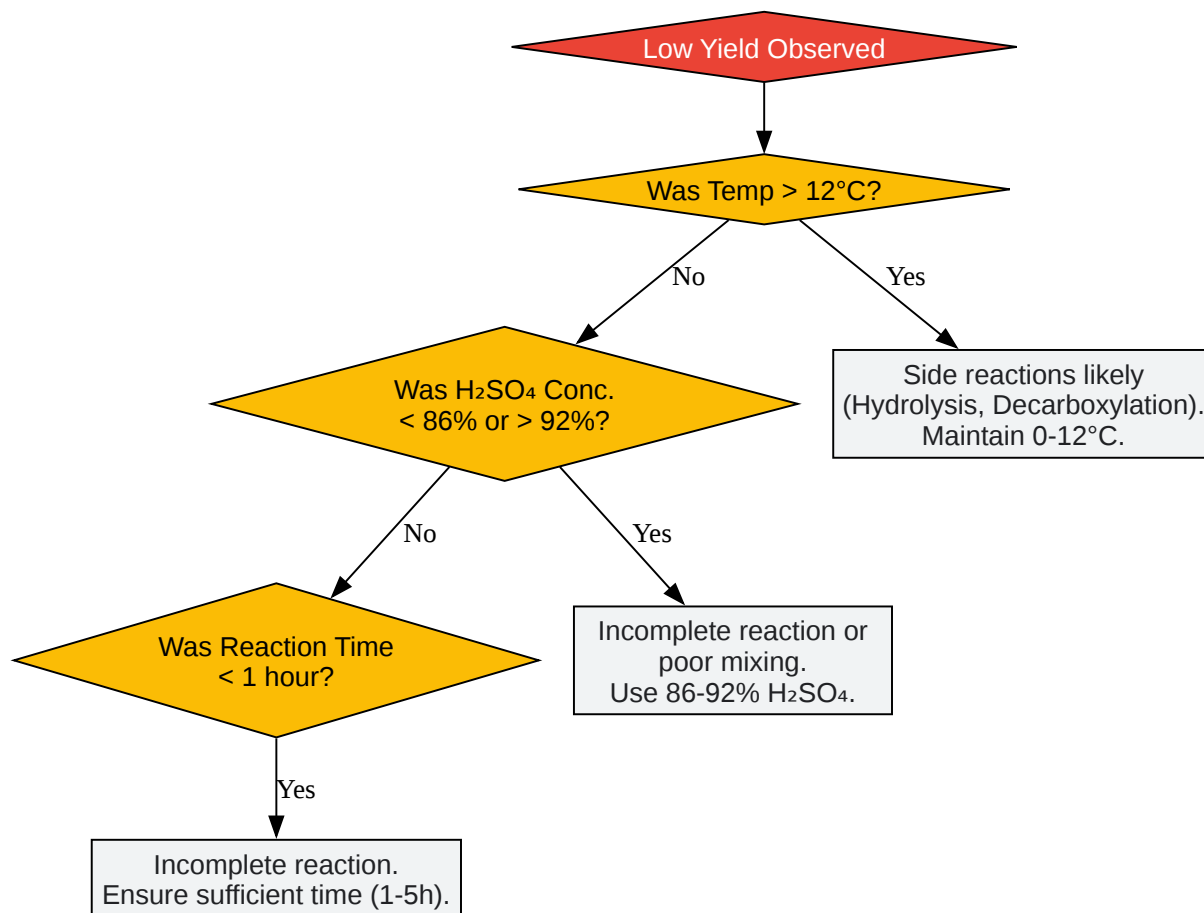 Low Yield Observed
Was Temp > 12°C?
No
Yes
Was H₂SO₄ Conc.
< 86% or > 92%?
Side reactions likely
(Hydrolysis, Decarboxylation).
Maintain 0-12°C.
No
Yes
Was Reaction Time
< 1 hour?
Incomplete reaction or
poor mixing.
Use 86-92% H₂SO₄.
Yes
Incomplete reaction.
Ensure sufficient time (1-5h).